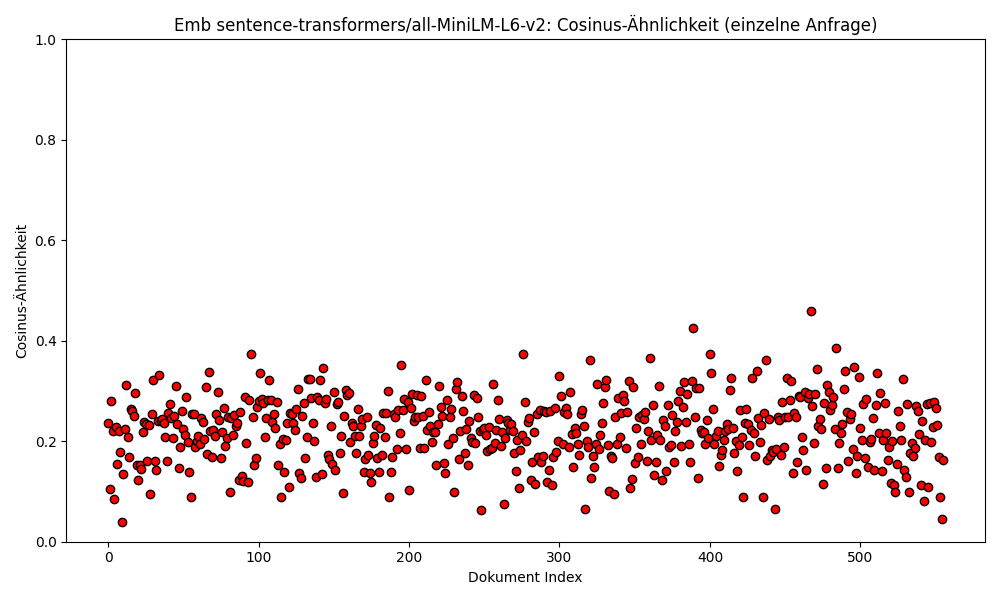 Emb sentence-transformers/all-MiniLM-L6-v2: Cosinus-Ähnlichkeit (einzelne Anfrage)
1.0
0.8
0.6
0.4
0.2
0.0
Cosinus-Ähnlichkeit
0 100 200 300 400 500
Dokument Index